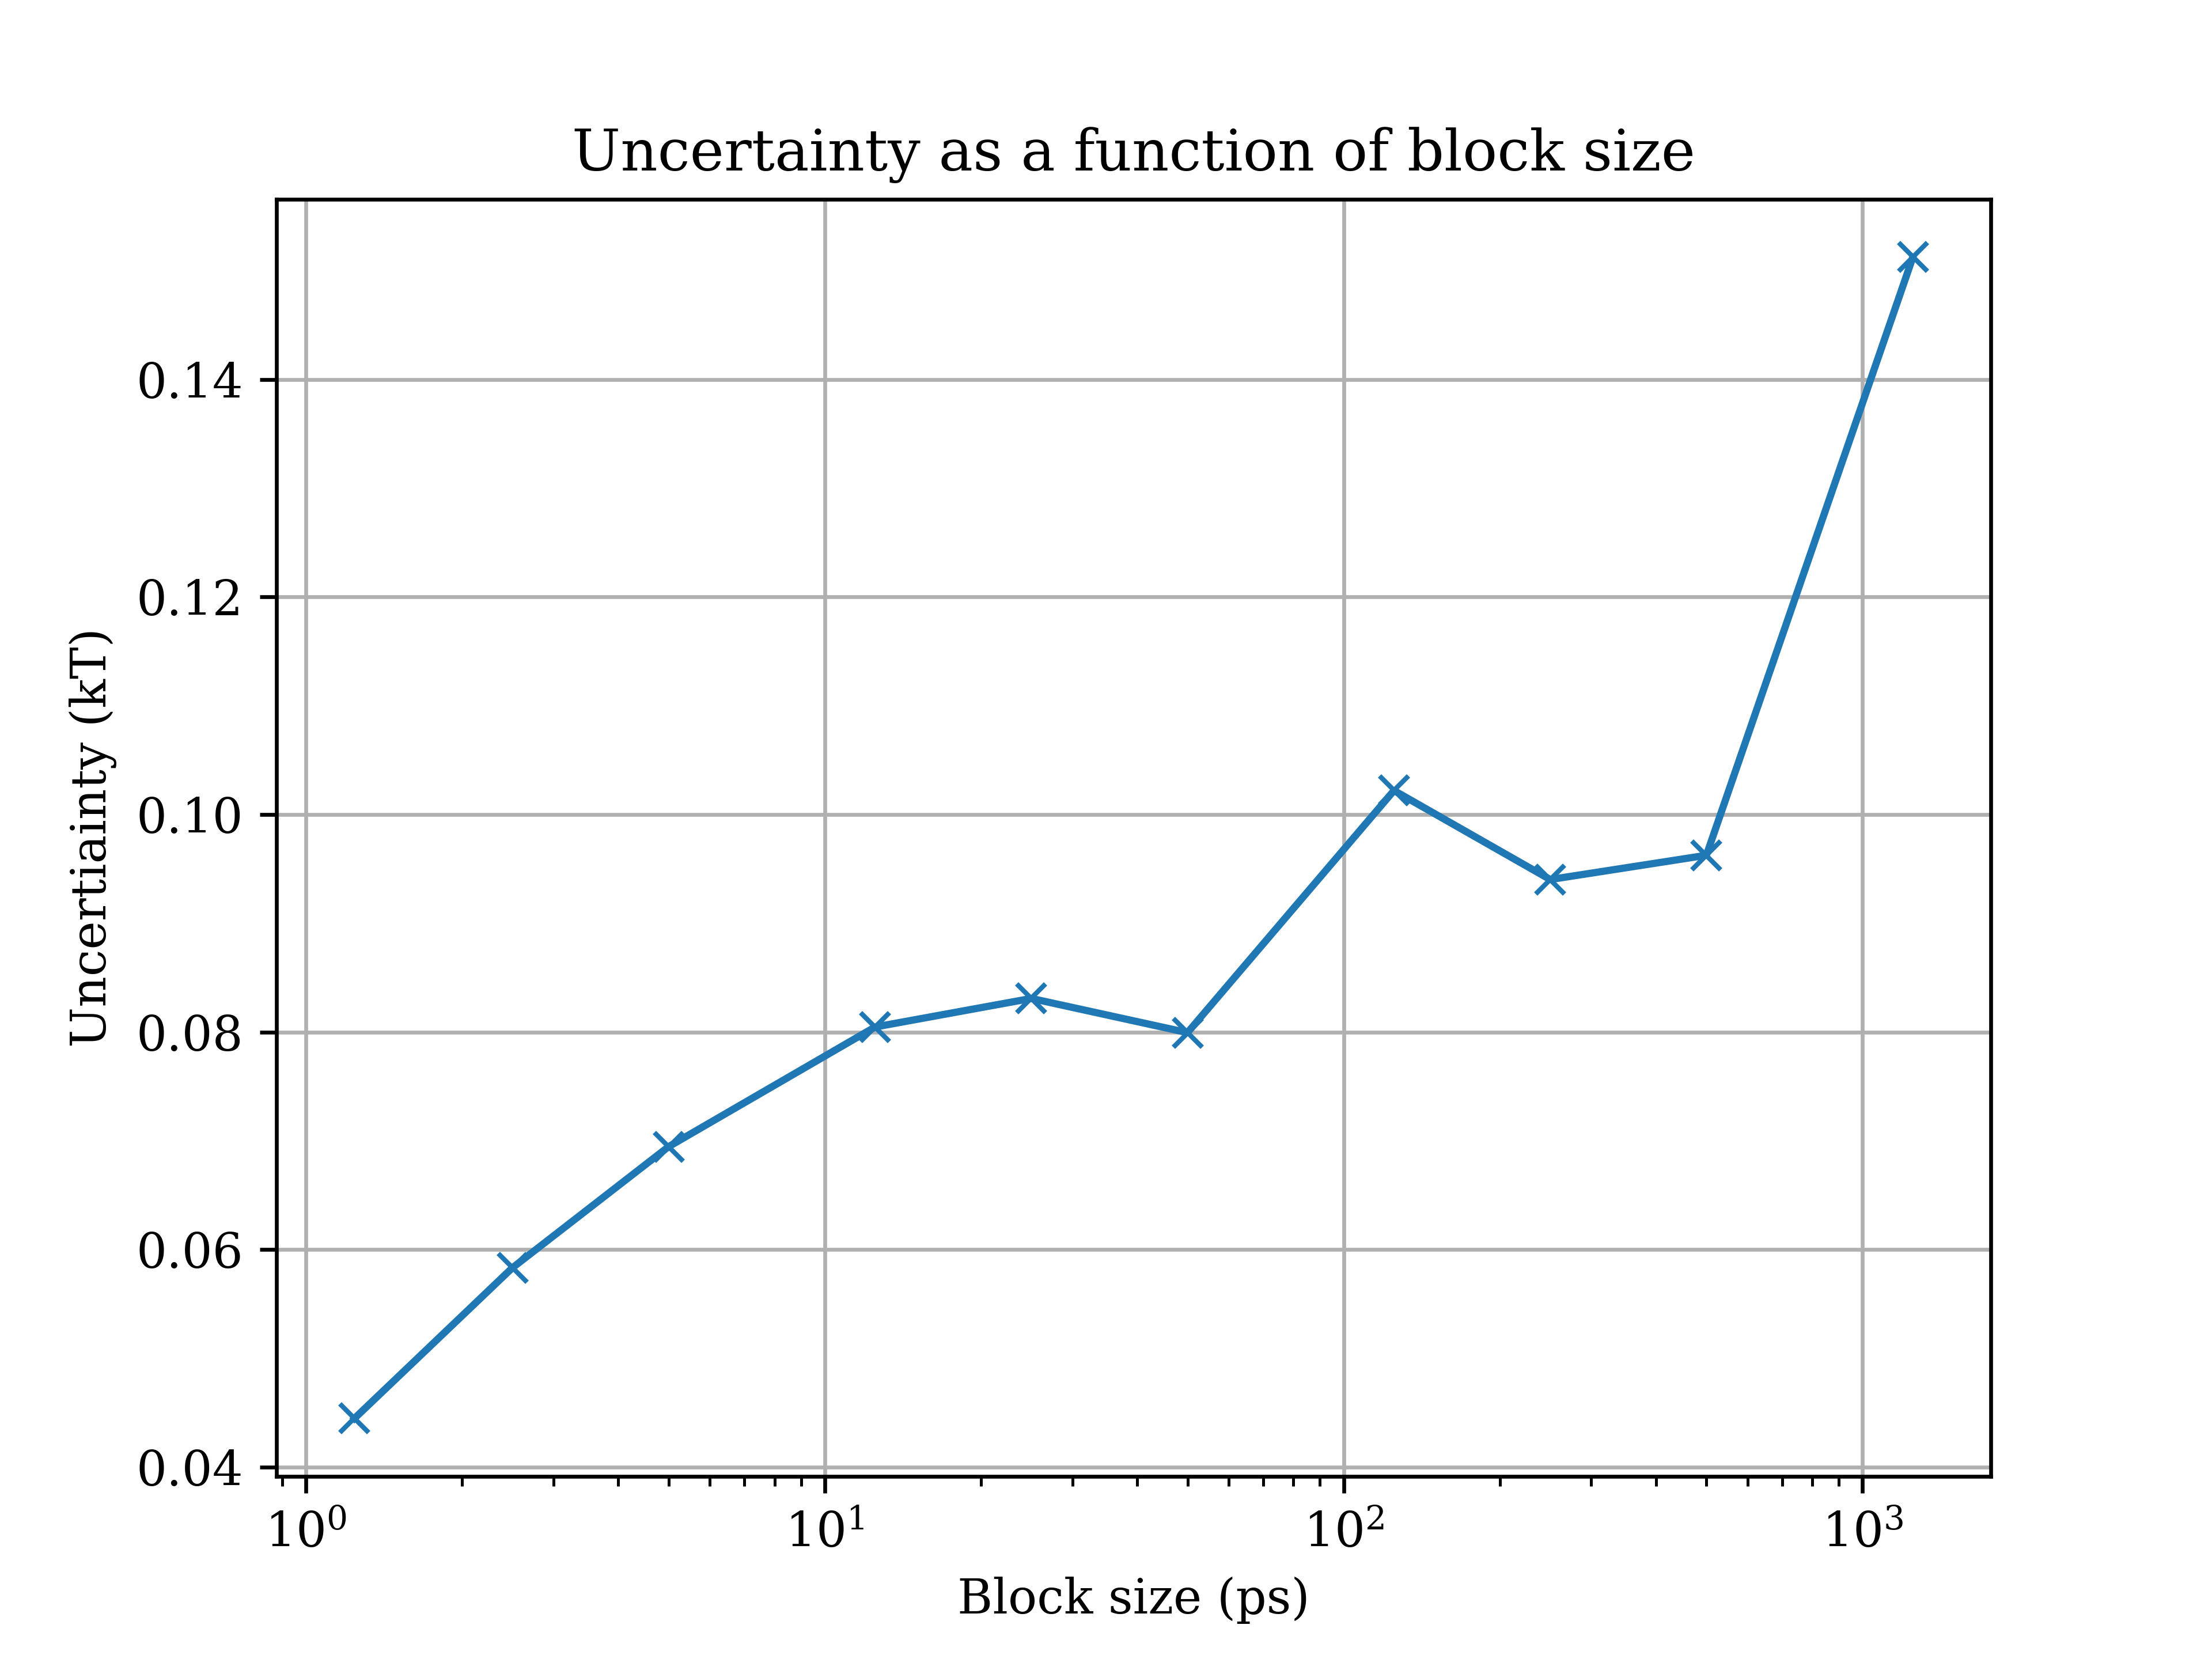 Uncertainty as a function of block size
Uncertiainty (kT)
0.14
0.12
0.10
0.08
0.06
0.04
10⁰ 10¹ 10² 10³
Block size (ps)